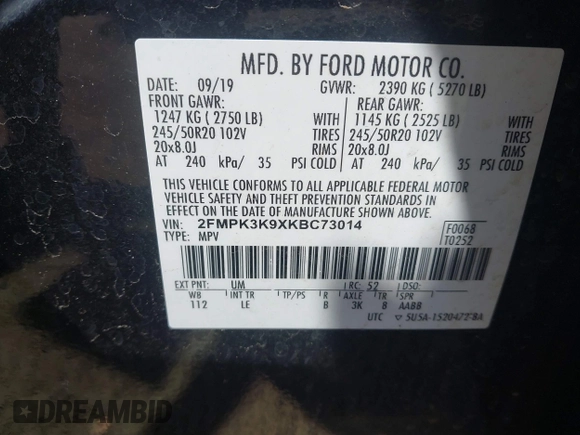 MFD. BY FORD MOTOR CO.
DATE: 09/19 GVWR: 2390 KG ( 5270 LB)
FRONT GAWR: REAR GAWR:
1247 KG ( 2750 LB) WITH 1145 KG ( 2525 LB) WITH
245/50R20 102V TIRES 245/50R20 102V TIRES
20x8.0J RIMS 20x8.0J RIMS
AT 240 kPa/ 35 PSI COLD AT 240 kPa/ 35 PSI COLD
THIS VEHICLE CONFORMS TO ALL APPLICABLE FEDERAL MOTOR
VEHICLE SAFETY AND THEFT PREVENTION STANDARDS IN
EFFECT ON THE DATE OF MANUFACTURE SHOWN ABOVE.
VIN: 2FMPK3K9XKBC73014 F0068
TYPE: MPV T0252
EXT PNT: UM RC: 52 DSO:
WB INT TR TP/PS R AXLE TR SPR
112 LE B 3K 8 AABB
UTC
DREAMBID